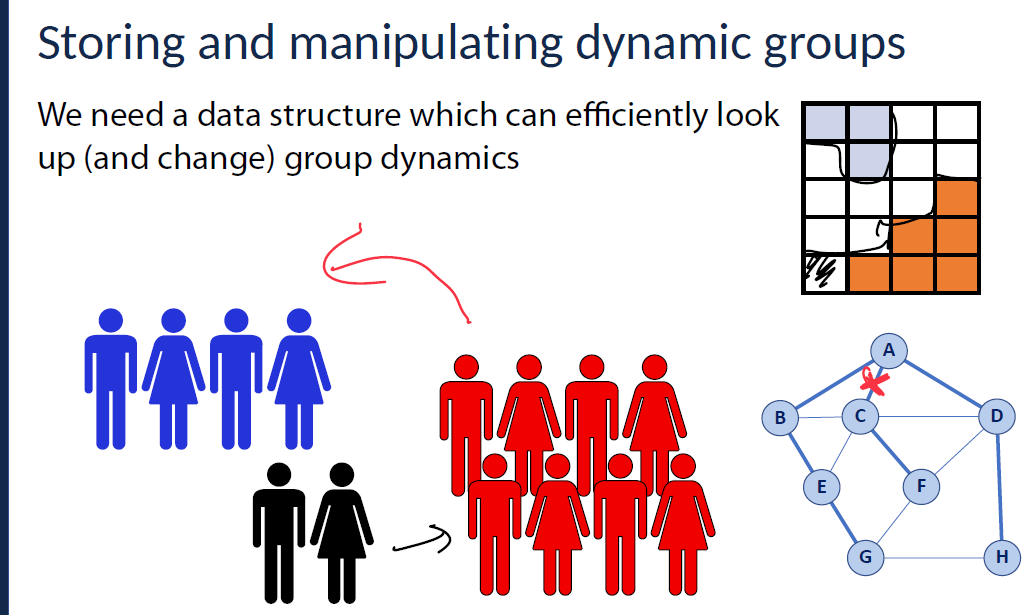 Storing and manipulating dynamic groups
We need a data structure which can efficiently look
up (and change) group dynamics
A
B
C
D
E
F
G
H